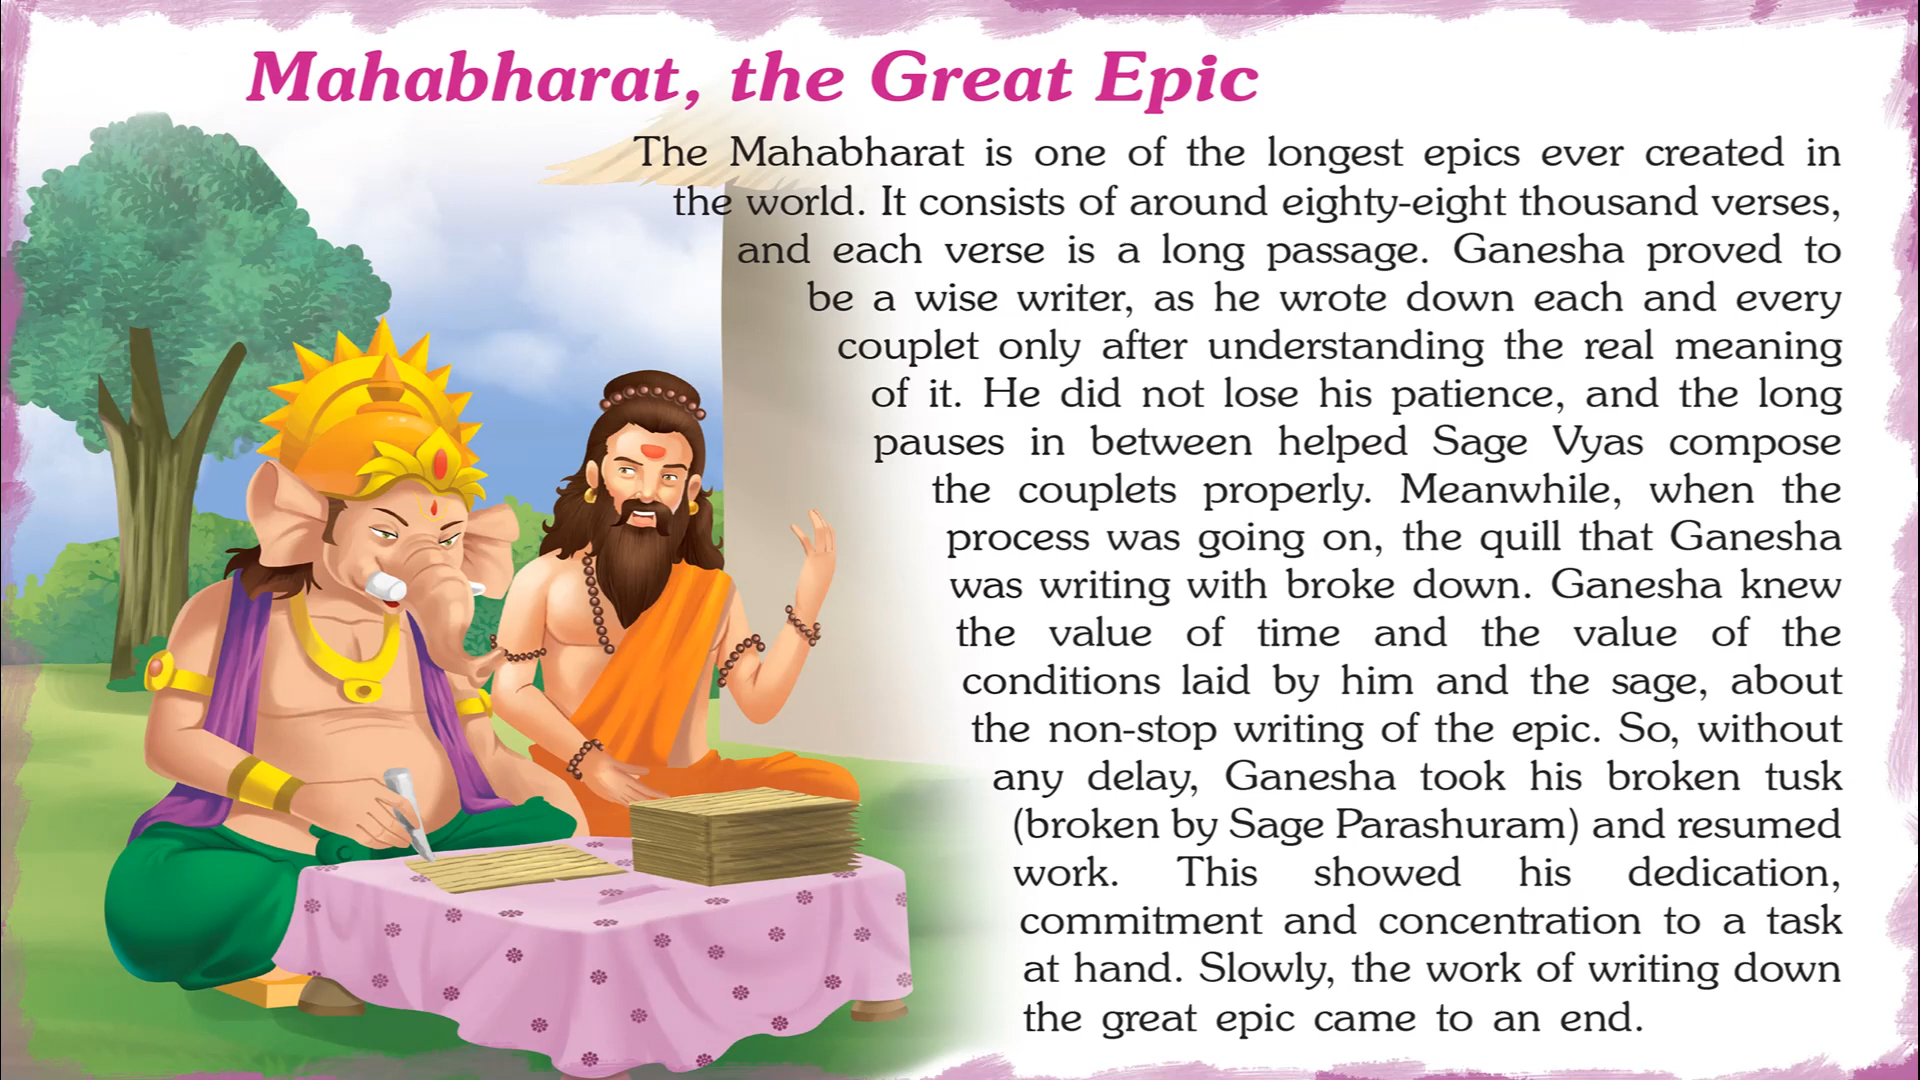 Mahabharat, the Great Epic
The Mahabharat is one of the longest epics ever created in
the world. It consists of around eighty-eight thousand verses,
and each verse is a long passage. Ganesha proved to
be a wise writer, as he wrote down each and every
couplet only after understanding the real meaning
of it. He did not lose his patience, and the long
pauses in between helped Sage Vyas compose
the couplets properly. Meanwhile, when the
process was going on, the quill that Ganesha
was writing with broke down. Ganesha knew
the value of time and the value of the
conditions laid by him and the sage, about
the non-stop writing of the epic. So, without
any delay, Ganesha took his broken tusk
(broken by Sage Parashuram) and resumed
work. This showed his dedication,
commitment and concentration to a task
at hand. Slowly, the work of writing down
the great epic came to an end.